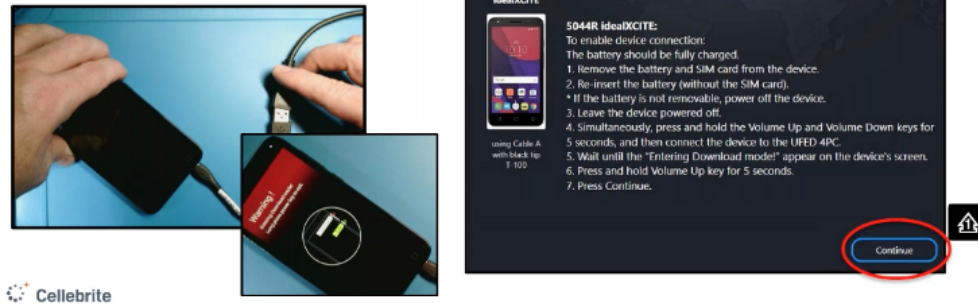 Warning!
Cellebrite
idealXCITE
using Cable A
with black tip
T-100
5044R idealXCITE:
To enable device connection:
The battery should be fully charged.
1. Remove the battery and SIM card from the device.
2. Re-insert the battery (without the SIM card).
* If the battery is not removable, power off the device.
3. Leave the device powered off.
4. Simultaneously, press and hold the Volume Up and Volume Down keys for
5 seconds, and then connect the device to the UFED 4PC.
5. Wait until the "Entering Download mode!" appear on the device's screen.
6. Press and hold Volume Up key for 5 seconds.
7. Press Continue.
Continue
1